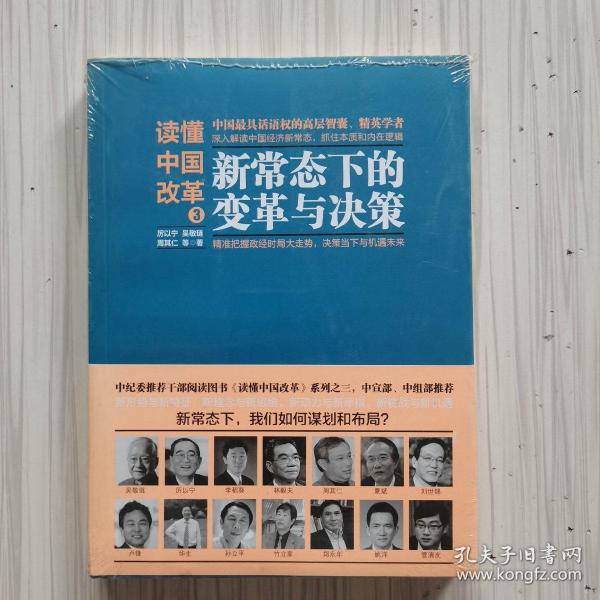 读懂
中国
改革
3
厉以宁 吴敬琏
周其仁 等◇著
中国最具话语权的高层智囊、精英学者
深入解读中国经济新常态，抓住本质和内在逻辑
新常态下的
变革与决策
精准把握政经时局大走势，决策当下与机遇未来
中纪委推荐干部阅读图书《读懂中国改革》系列之三，中宣部、中组部推荐
新常态下，我们如何谋划和布局？
吴敬琏 厉以宁 李稻葵 林毅夫 周其仁 夏斌 刘世锦
卢锋 华生 孙立平 竹立家 郑永年 姚洋 管清友
孔夫子旧书网
www.kongfz.com